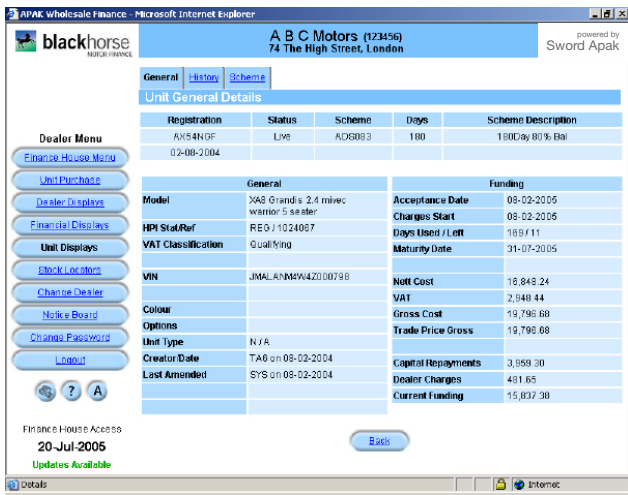 APAK Wholesale Finance - Microsoft Internet Explorer
blackhorse
MOTOR FINANCE
A B C Motors (123456)
74 The High Street, London
powered by
Sword Apak
General History Scheme
Unit General Details
Registration Status Scheme Days Scheme Description
AX54NGF Live ADS083 180 180Day 80% Bal
02-08-2004
Dealer Menu
Finance House Menu
Unit Purchase
Dealer Displays
Financial Displays
Unit Displays
Stock Locators
Change Dealer
Notice Board
Change Password
Logout
? A
Finance House Access
20-Jul-2005
Updates Available
General
Model XA8 Grandis 2.4 mivec
warrior 5 seater
HPI Stat/Ref REG / 1024087
VAT Classification Qualifying
VIN JMALANM4W4Z000798
Colour
Options
Unit Type N / A
Creator/Date TA6 on 08-02-2004
Last Amended SYS on 08-02-2004
Funding
Acceptance Date 08-02-2005
Charges Start 08-02-2005
Days Used / Left 169 / 11
Maturity Date 31-07-2005
Nett Cost 16,848.24
VAT 2,948.44
Gross Cost 19,796.68
Trade Price Gross 19,796.68
Capital Repayments 3,959.30
Dealer Charges 481.65
Current Funding 15,837.38
Back
Details
Internet